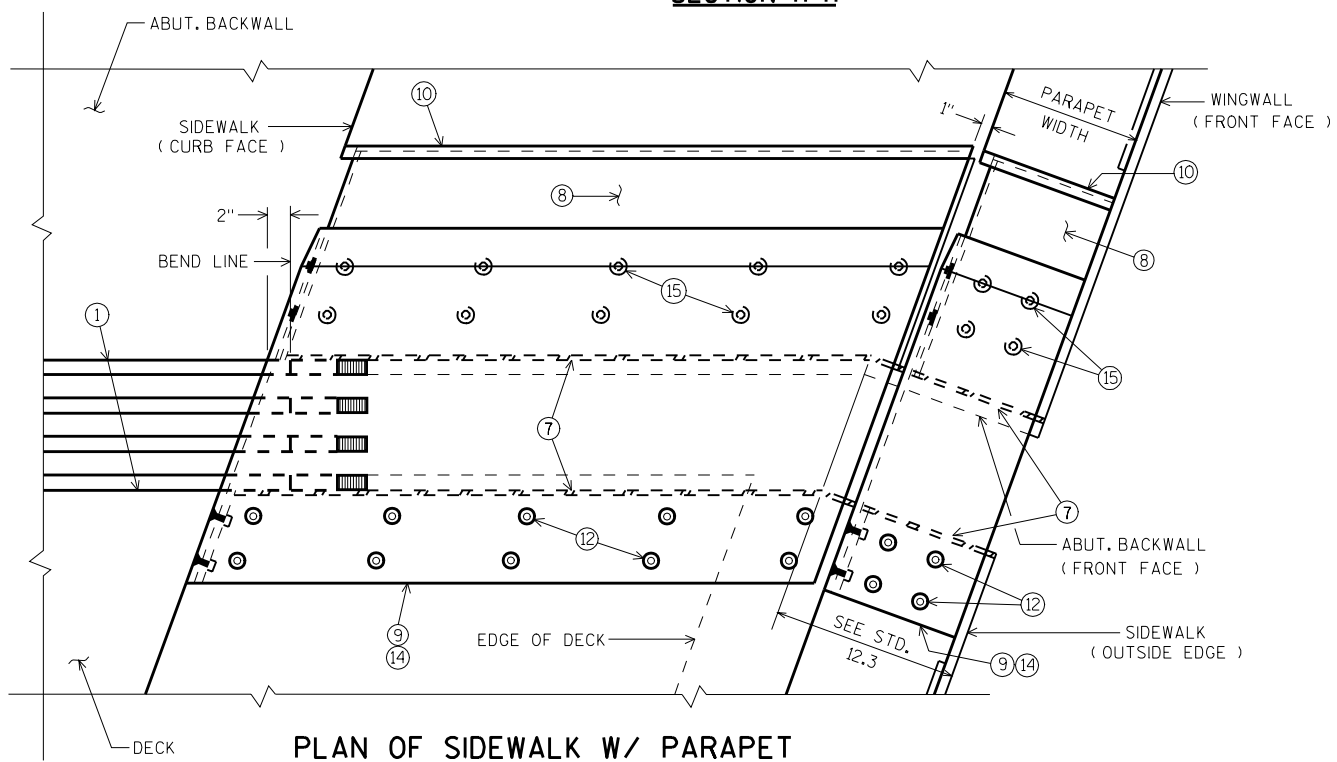 ABUT. BACKWALL
SIDEWALK
( CURB FACE )
10
1"
PARAPET
WIDTH
WINGWALL
( FRONT FACE )
10
8
8
2"
BEND LINE
15
15
1
7
7
ABUT. BACKWALL
( FRONT FACE )
12
12
9
14
EDGE OF DECK
SEE STD.
12.3
9 14
SIDEWALK
( OUTSIDE EDGE )
DECK
PLAN OF SIDEWALK W/ PARAPET